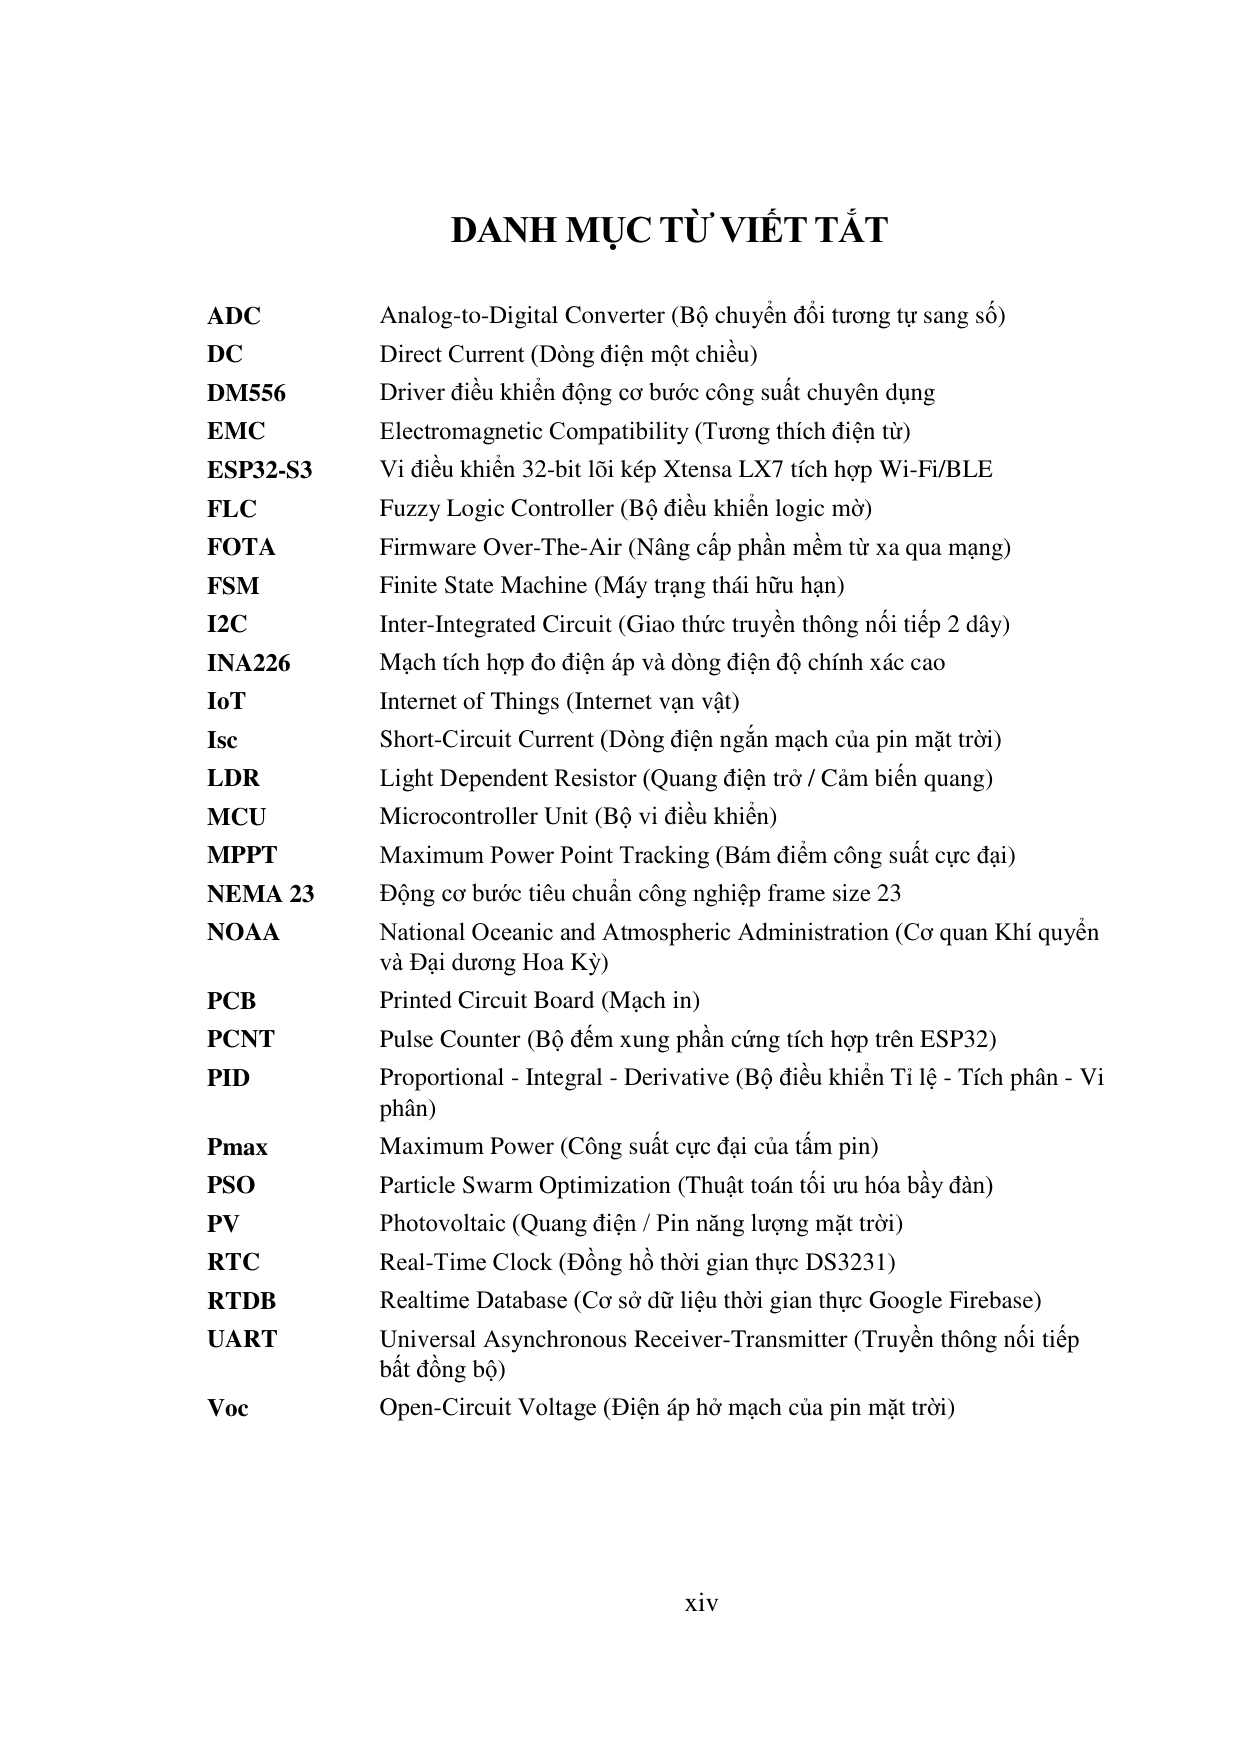 DANH MỤC TỪ VIẾT TẮT
ADC Analog-to-Digital Converter (Bộ chuyển đổi tương tự sang số)
DC Direct Current (Dòng điện một chiều)
DM556 Driver điều khiển động cơ bước công suất chuyên dụng
EMC Electromagnetic Compatibility (Tương thích điện từ)
ESP32-S3 Vi điều khiển 32-bit lõi kép Xtensa LX7 tích hợp Wi-Fi/BLE
FLC Fuzzy Logic Controller (Bộ điều khiển logic mờ)
FOTA Firmware Over-The-Air (Nâng cấp phần mềm từ xa qua mạng)
FSM Finite State Machine (Máy trạng thái hữu hạn)
I2C Inter-Integrated Circuit (Giao thức truyền thông nối tiếp 2 dây)
INA226 Mạch tích hợp đo điện áp và dòng điện độ chính xác cao
IoT Internet of Things (Internet vạn vật)
Isc Short-Circuit Current (Dòng điện ngắn mạch của pin mặt trời)
LDR Light Dependent Resistor (Quang điện trở / Cảm biến quang)
MCU Microcontroller Unit (Bộ vi điều khiển)
MPPT Maximum Power Point Tracking (Bám điểm công suất cực đại)
NEMA 23 Động cơ bước tiêu chuẩn công nghiệp frame size 23
NOAA National Oceanic and Atmospheric Administration (Cơ quan Khí quyển
và Đại dương Hoa Kỳ)
PCB Printed Circuit Board (Mạch in)
PCNT Pulse Counter (Bộ đếm xung phần cứng tích hợp trên ESP32)
PID Proportional - Integral - Derivative (Bộ điều khiển Tỉ lệ - Tích phân - Vi
phân)
Pmax Maximum Power (Công suất cực đại của tấm pin)
PSO Particle Swarm Optimization (Thuật toán tối ưu hóa bầy đàn)
PV Photovoltaic (Quang điện / Pin năng lượng mặt trời)
RTC Real-Time Clock (Đồng hồ thời gian thực DS3231)
RTDB Realtime Database (Cơ sở dữ liệu thời gian thực Google Firebase)
UART Universal Asynchronous Receiver-Transmitter (Truyền thông nối tiếp
bất đồng bộ)
Voc Open-Circuit Voltage (Điện áp hở mạch của pin mặt trời)
xiv